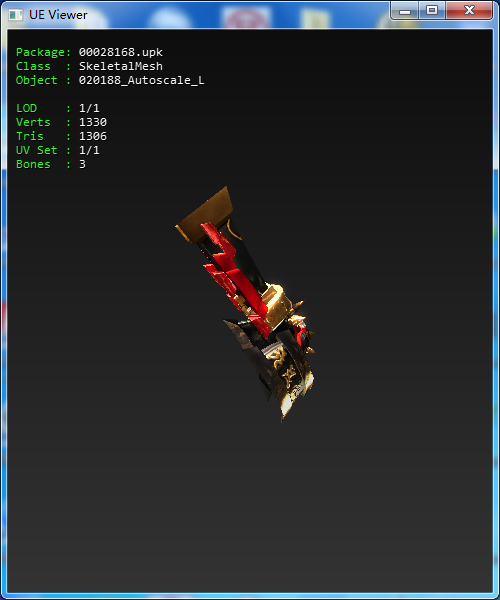 UE Viewer
Package: 00028168.upk
Class  : SkeletalMesh
Object : 020188_Autoscale_L
LOD    : 1/1
Verts  : 1330
Tris   : 1306
UV Set : 1/1
Bones  : 3